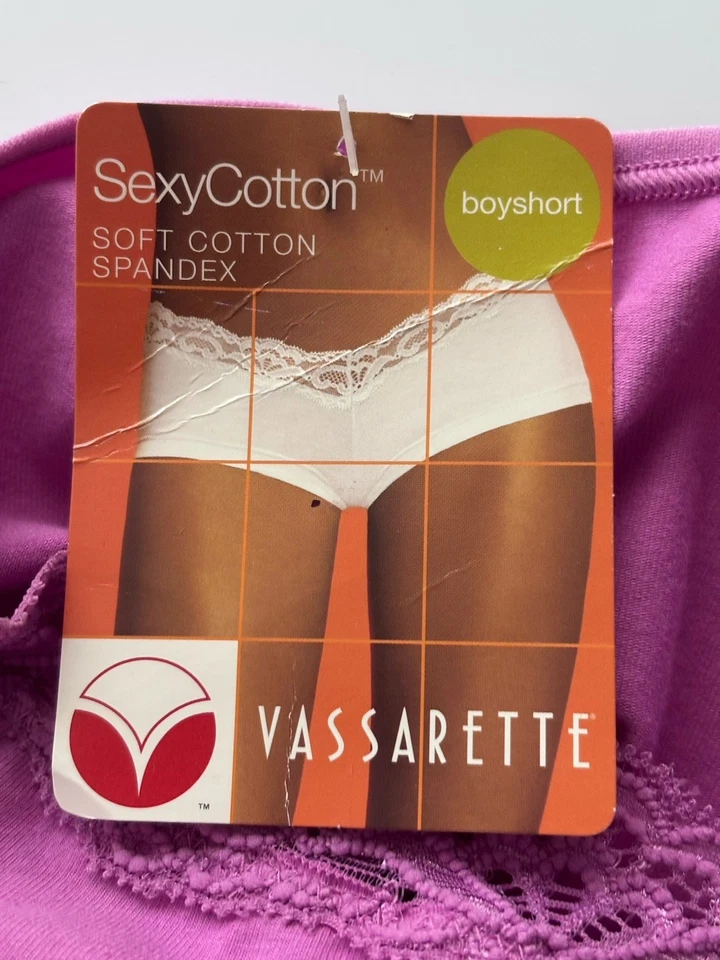 SexyCotton™
SOFT COTTON
SPANDEX
boyshort
VASSARETTE®
™